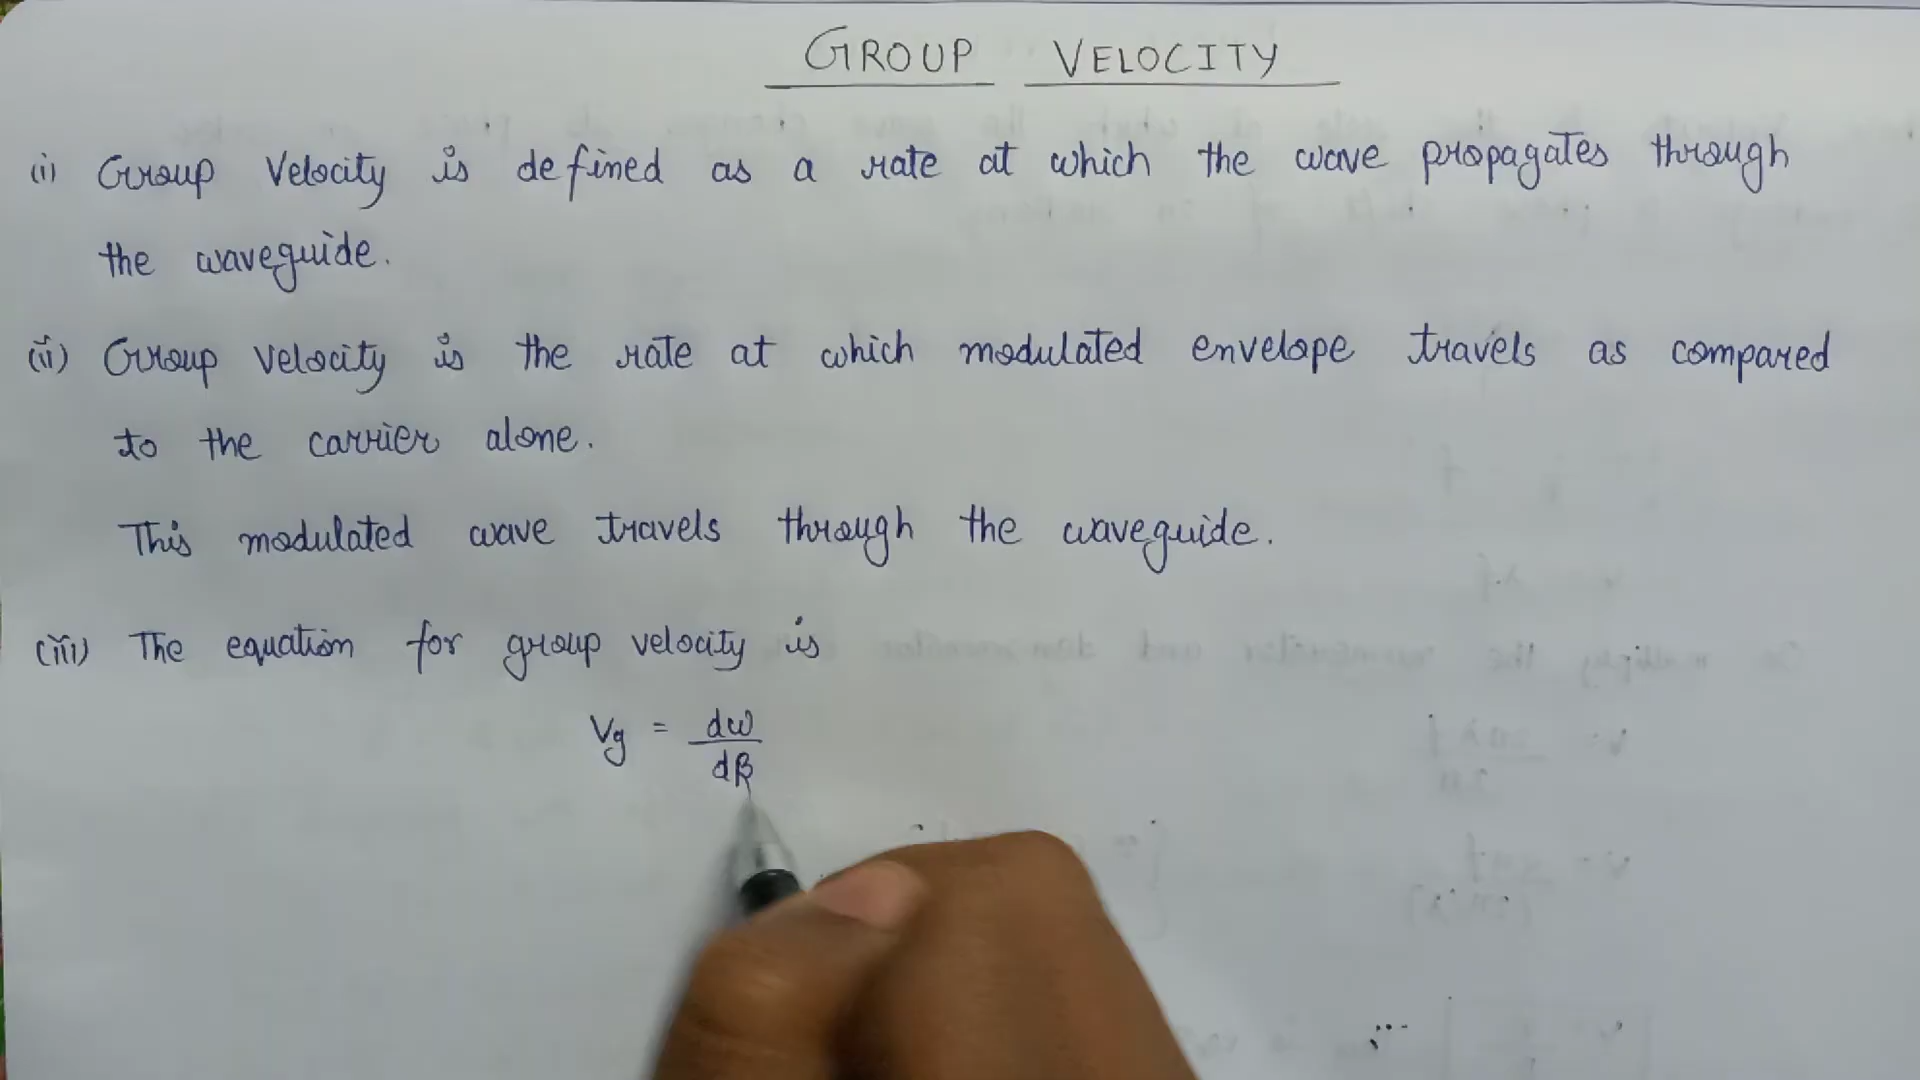 GROUP VELOCITY
(i) Group Velocity is defined as a rate at which the wave propagates through
the waveguide.
(ii) Group velocity is the rate at which modulated envelope travels as compared
to the carrier alone.
This modulated wave travels through the waveguide.
(iii) The equation for group velocity is
Vg = dω
dβ